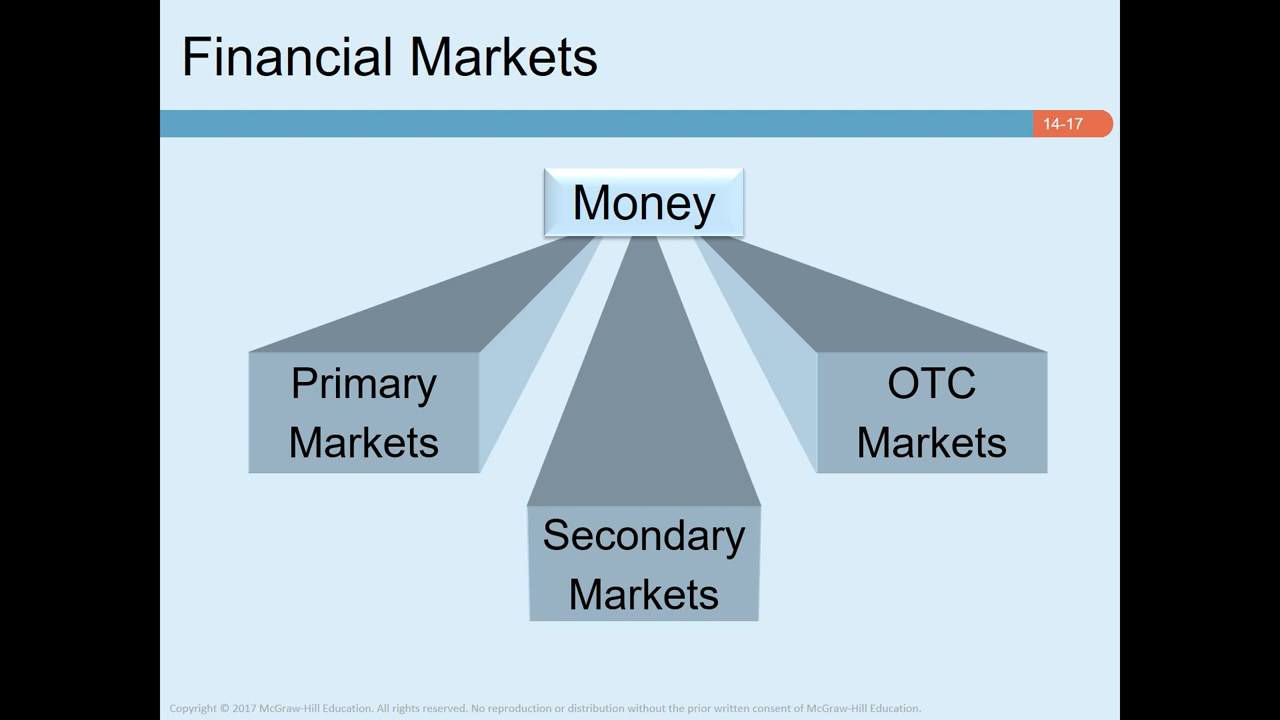 Financial Markets
14-17
Money
Primary
Markets
OTC
Markets
Secondary
Markets
Copyright © 2017 McGraw-Hill Education. All rights reserved. No reproduction or distribution without the prior written consent of McGraw-Hill Education.